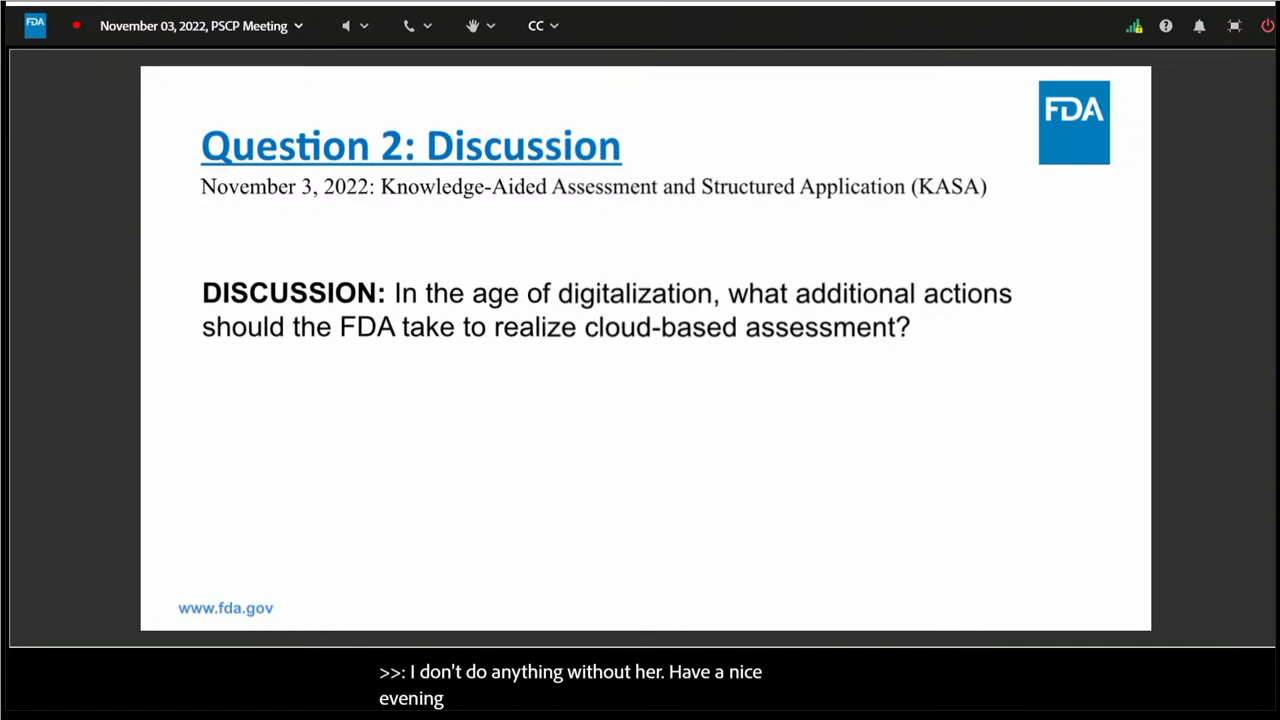 FDA
November 03, 2022, PSCP Meeting
CC
FDA
Question 2: Discussion
November 3, 2022: Knowledge-Aided Assessment and Structured Application (KASA)
DISCUSSION: In the age of digitalization, what additional actions
should the FDA take to realize cloud-based assessment?
www.fda.gov
>>: I don't do anything without her. Have a nice
evening